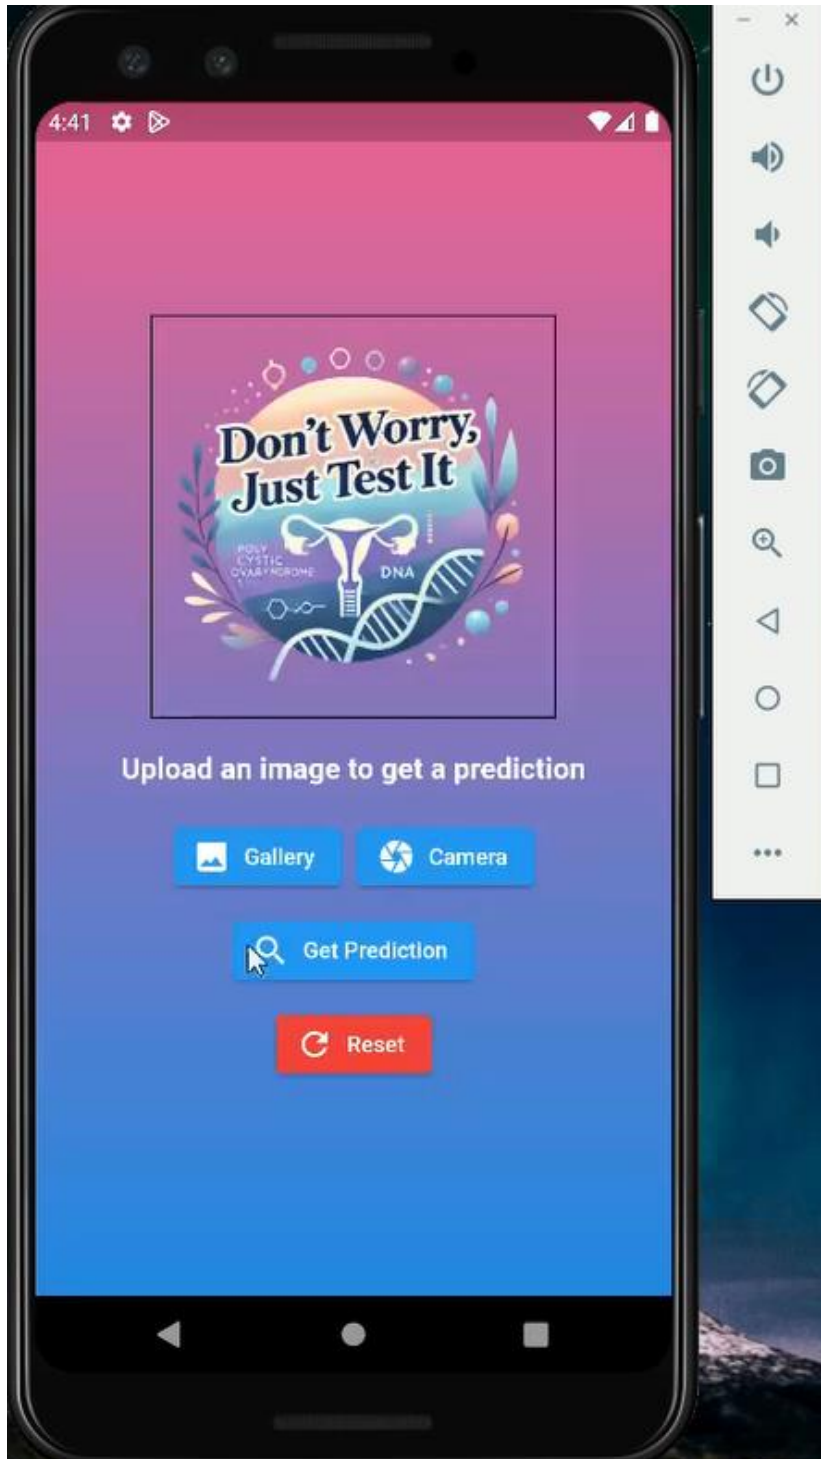 4:41
Don't Worry,
Just Test It
POLY
CYSTIC
DNA
Upload an image to get a prediction
Gallery
Camera
Get Prediction
Reset